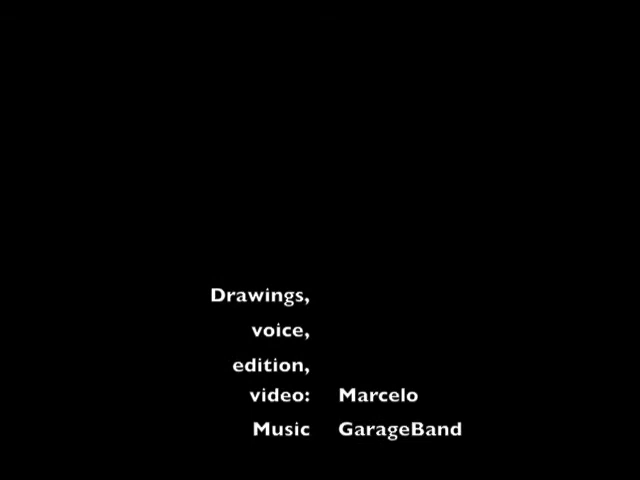 Drawings,
voice,
edition,
video: Marcelo
Music GarageBand